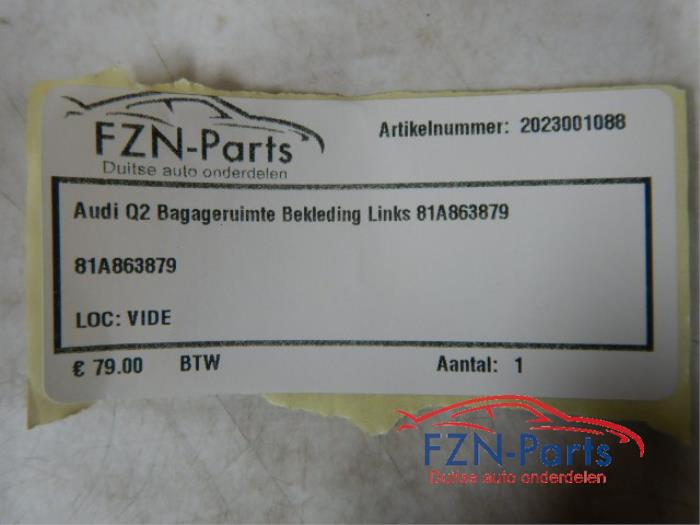 FZN-Parts
Duitse auto onderdelen
Artikelnummer: 2023001088
Audi Q2 Bagageruimte Bekleding Links 81A863879
81A863879
LOC: VIDE
€ 79.00 BTW Aantal: 1
FZN-Parts
Duitse auto onderdelen